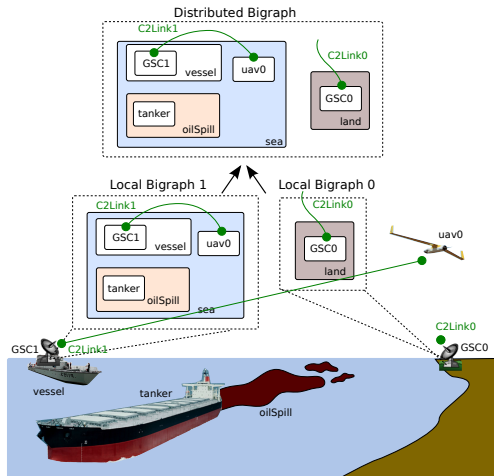 Distributed Bigraph
C2Link1
C2Link0
GSC1
uav0
vessel
GSC0
tanker
oilSpill
land
sea
Local Bigraph 1
Local Bigraph 0
C2Link1
C2Link0
GSC1
uav0
vessel
GSC0
land
tanker
oilSpill
sea
uav0
GSC1
C2Link1
C2Link0
GSC0
vessel
tanker
oilSpill